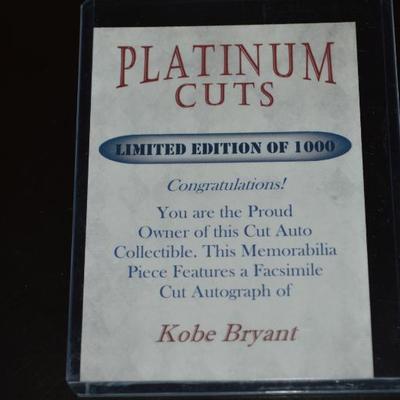 PLATINUM
CUTS
LIMITED EDITION OF 1000
Congratulations!
You are the Proud
Owner of this Cut Auto
Collectible. This Memorabilia
Piece Features a Facsimile
Cut Autograph of
Kobe Bryant